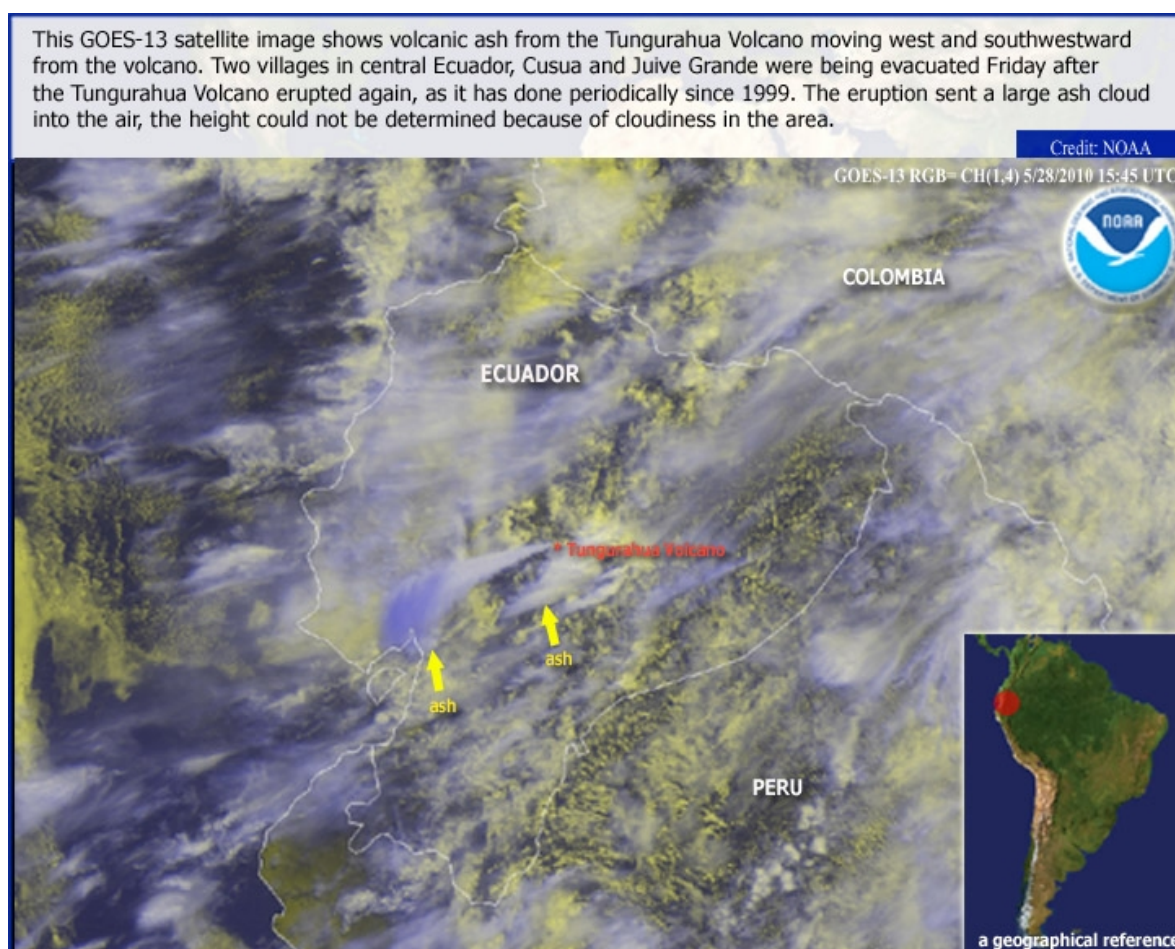 This GOES-13 satellite image shows volcanic ash from the Tungurahua Volcano moving west and southwestward
from the volcano. Two villages in central Ecuador, Cusua and Juive Grande were being evacuated Friday after
the Tungurahua Volcano erupted again, as it has done periodically since 1999. The eruption sent a large ash cloud
into the air, the height could not be determined because of cloudiness in the area.
Credit: NOAA
GOES-13 RGB= CH(1,4) 5/28/2010 15:45 UTC
NOAA
COLOMBIA
ECUADOR
* Tungurahua Volcano
ash
ash
PERU
a geographical reference